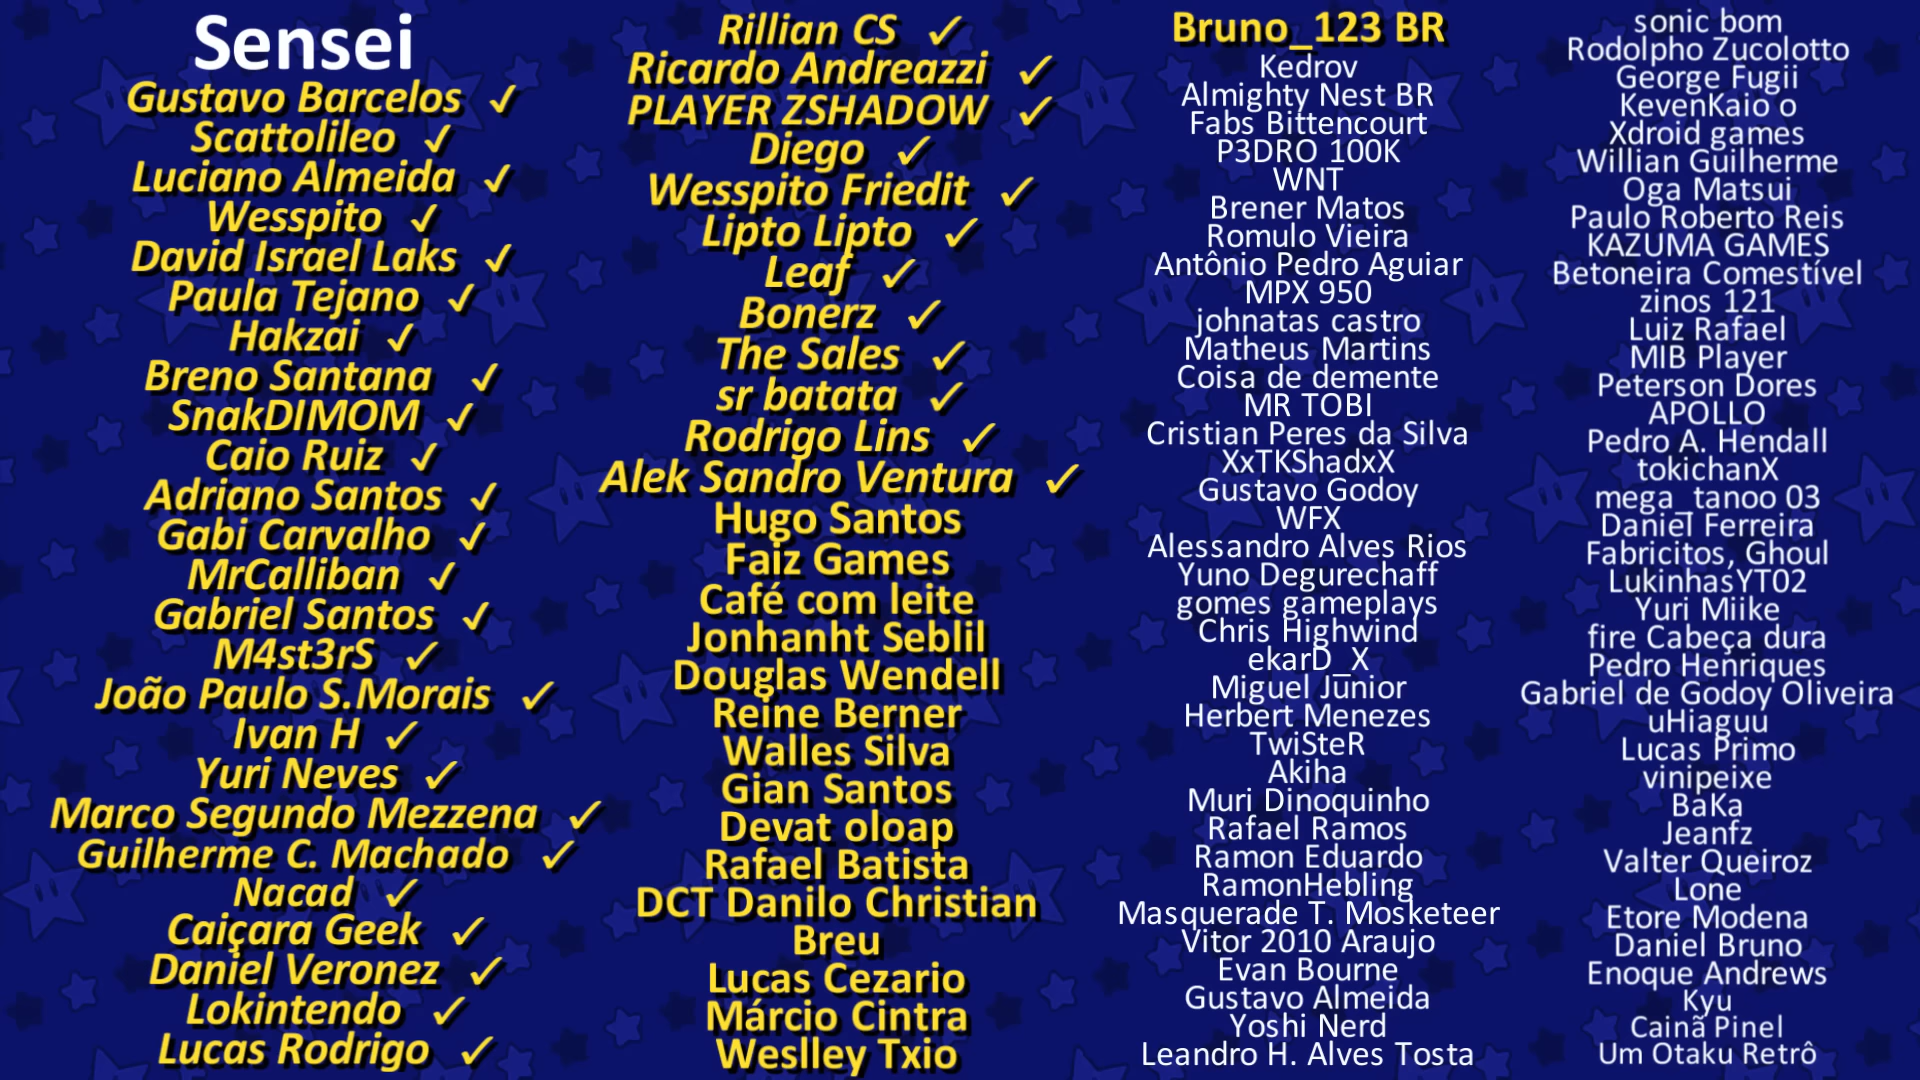 Sensei
Gustavo Barcelos ✓
Scattolileo ✓
Luciano Almeida ✓
Wesspito ✓
David Israel Laks ✓
Paula Tejano ✓
Hakzai ✓
Breno Santana ✓
SnakDIMOM ✓
Caio Ruiz ✓
Adriano Santos ✓
Gabi Carvalho ✓
MrCalliban ✓
Gabriel Santos ✓
M4st3rS ✓
João Paulo S.Morais ✓
Ivan H ✓
Yuri Neves ✓
Marco Segundo Mezzena ✓
Guilherme C. Machado ✓
Nacad ✓
Caiçara Geek ✓
Daniel Veronez ✓
Lokintendo ✓
Lucas Rodrigo ✓
Rillian CS ✓
Ricardo Andreazzi ✓
PLAYER ZSHADOW ✓
Diego ✓
Wesspito Friedit ✓
Lipto Lipto ✓
Leaf ✓
Bonerz ✓
The Sales ✓
sr batata ✓
Rodrigo Lins ✓
Alek Sandro Ventura ✓
Hugo Santos
Faiz Games
Café com leite
Jonhanht Seblil
Douglas Wendell
Reine Berner
Walles Silva
Gian Santos
Devat oloap
Rafael Batista
DCT Danilo Christian
Breu
Lucas Cezario
Márcio Cintra
Weslley Txio
Bruno_123 BR
Kedrov
Almighty Nest BR
Fabs Bittencourt
P3DRO 100K
WNT
Brener Matos
Romulo Vieira
Antônio Pedro Aguiar
MPX 950
johnatas castro
Matheus Martins
Coisa de demente
MR TOBI
Cristian Peres da Silva
XxTKShadxX
Gustavo Godoy
WFX
Alessandro Alves Rios
Yuno Degurechaff
gomes gameplays
Chris Highwind
ekarD_X
Miguel Junior
Herbert Menezes
TwiSteR
Akiha
Muri Dinoquinho
Rafael Ramos
Ramon Eduardo
RamonHebling
Masquerade T. Mosketeer
Vitor 2010 Araujo
Evan Bourne
Gustavo Almeida
Yoshi Nerd
Leandro H. Alves Tosta
sonic bom
Rodolpho Zucolotto
George Fugii
KevenKaio o
Xdroid games
Willian Guilherme
Oga Matsui
Paulo Roberto Reis
KAZUMA GAMES
Betoneira Comestível
zinos 121
Luiz Rafael
MIB Player
Peterson Dores
APOLLO
Pedro A. Hendall
tokichanX
mega_tanoo 03
Daniel Ferreira
Fabricitos, Ghoul
LukinhasYT02
Yuri Miike
fire Cabeça dura
Pedro Henriques
Gabriel de Godoy Oliveira
uHiaguu
Lucas Primo
vinipeixe
BaKa
Jeanfz
Valter Queiroz
Lone
Etore Modena
Daniel Bruno
Enoque Andrews
Kyu
Cainã Pinel
Um Otaku Retrô